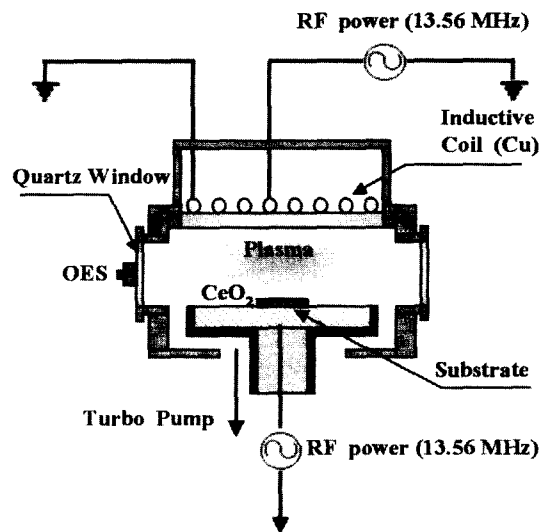 RF power (13.56 MHz)
Inductive
Coil (Cu)
Quartz Window
Plasma
OES
CeO₂
Substrate
Turbo Pump
RF power (13.56 MHz)